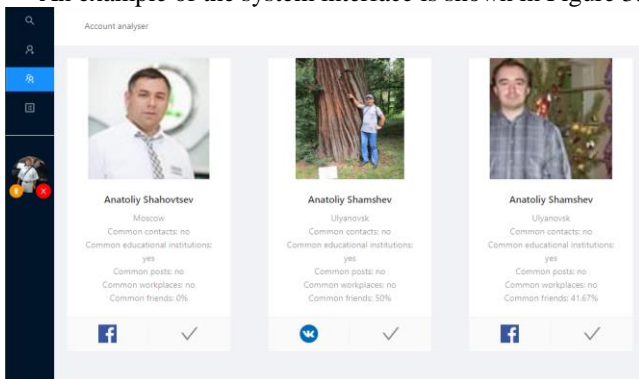 An example of the system interface is shown in Figure 3.
Account analyser
Anatoliy Shahovtsev
Moscow
Common contacts: no
Common educational institutions:
yes
Common posts: no
Common workplaces: no
Common friends: 0%
Anatoliy Shamshev
Ulyanovsk
Common contacts: no
Common educational institutions:
yes
Common posts: no
Common workplaces: no
Common friends: 50%
Anatoliy Shamshev
Ulyanovsk
Common contacts: no
Common educational institutions:
yes
Common posts: no
Common workplaces: no
Common friends: 41.67%